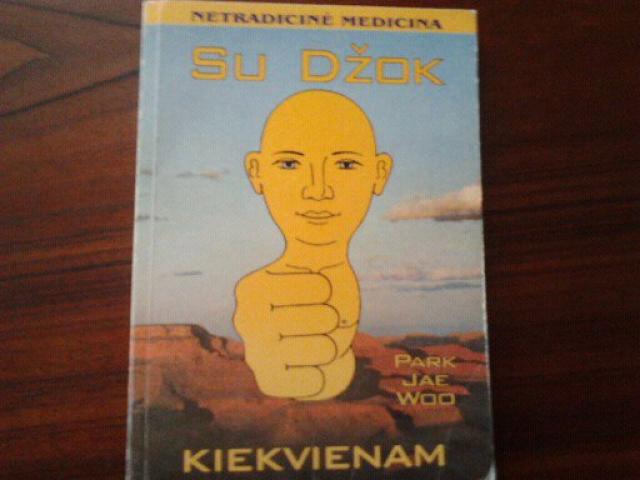 NETRADICINĖ MEDICINA
SU DŽOK
PARK
JAE
WOO
KIEKVIENAM